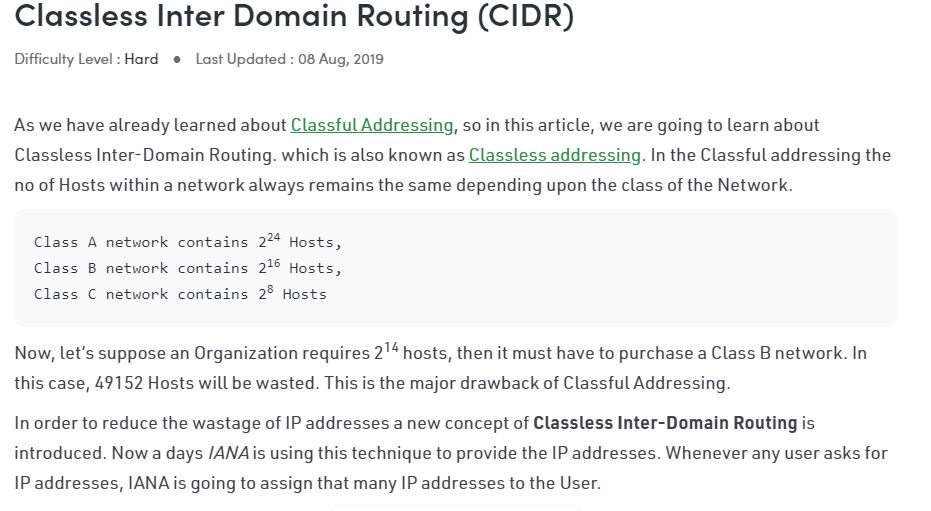 Classless Inter Domain Routing (CIDR)
Difficulty Level : Hard ● Last Updated : 08 Aug, 2019
As we have already learned about Classful Addressing, so in this article, we are going to learn about
Classless Inter-Domain Routing. which is also known as Classless addressing. In the Classful addressing the
no of Hosts within a network always remains the same depending upon the class of the Network.
Class A network contains 2²⁴ Hosts,
Class B network contains 2¹⁶ Hosts,
Class C network contains 2⁸ Hosts
Now, let's suppose an Organization requires 2¹⁴ hosts, then it must have to purchase a Class B network. In
this case, 49152 Hosts will be wasted. This is the major drawback of Classful Addressing.
In order to reduce the wastage of IP addresses a new concept of Classless Inter-Domain Routing is
introduced. Now a days IANA is using this technique to provide the IP addresses. Whenever any user asks for
IP addresses, IANA is going to assign that many IP addresses to the User.